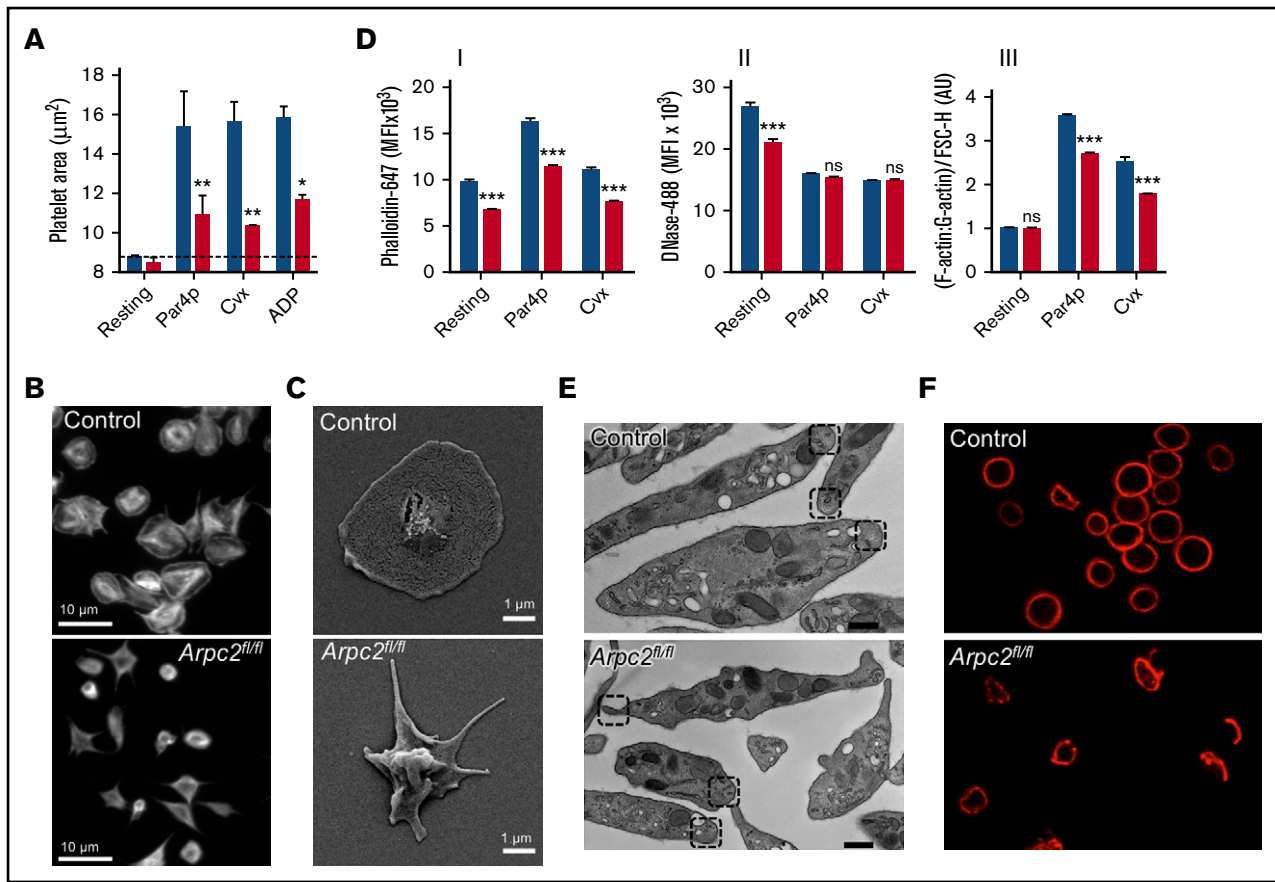 A
Platelet area (μm²)
18
16
14
12
10
8
**
**
*
Resting
Par4p
Cvx
ADP
D
I
Phalloidin-647 (MFIx10³)
20
15
10
5
0
***
***
***
Resting
Par4p
Cvx
II
DNase-488 (MFI x 10³)
30
20
10
0
***
ns
ns
Resting
Par4p
Cvx
III
(F-actin:G-actin)/ FSC-H (AU)
4
3
2
1
0
ns
***
***
Resting
Par4p
Cvx
B
Control
10 μm
Arpc2fl/fl
10 μm
C
Control
1 μm
Arpc2fl/fl
1 μm
E
Control
Arpc2fl/fl
F
Control
Arpc2fl/fl